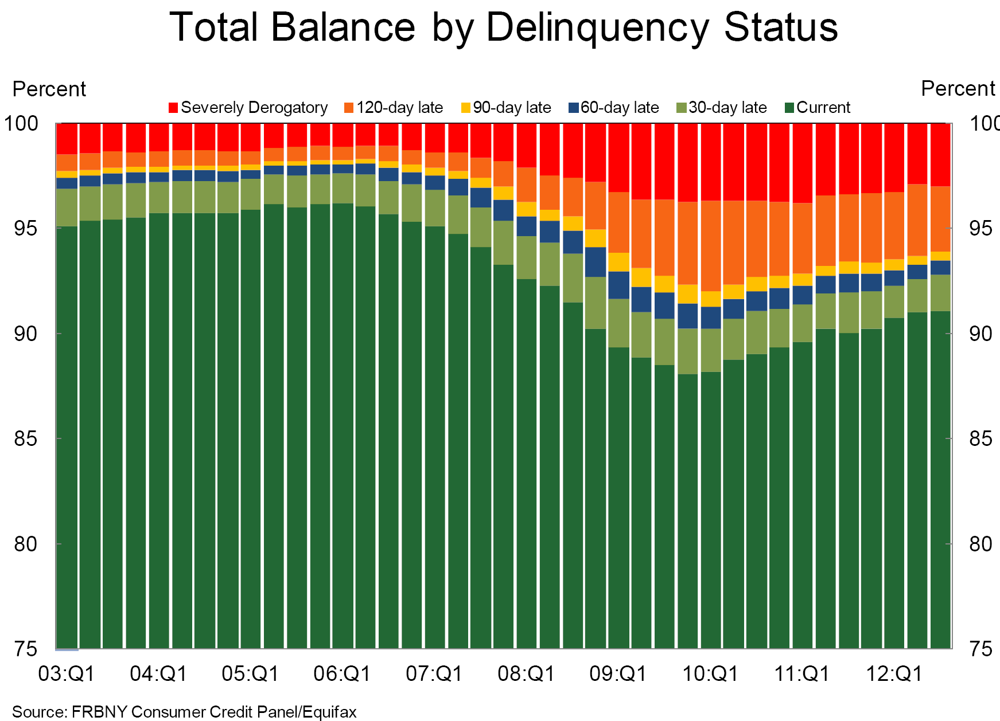 Total Balance by Delinquency Status
Percent Percent
Severely Derogatory 120-day late 90-day late 60-day late 30-day late Current
100 100
95 95
90 90
85 85
80 80
75 75
03:Q1 04:Q1 05:Q1 06:Q1 07:Q1 08:Q1 09:Q1 10:Q1 11:Q1 12:Q1
Source: FRBNY Consumer Credit Panel/Equifax